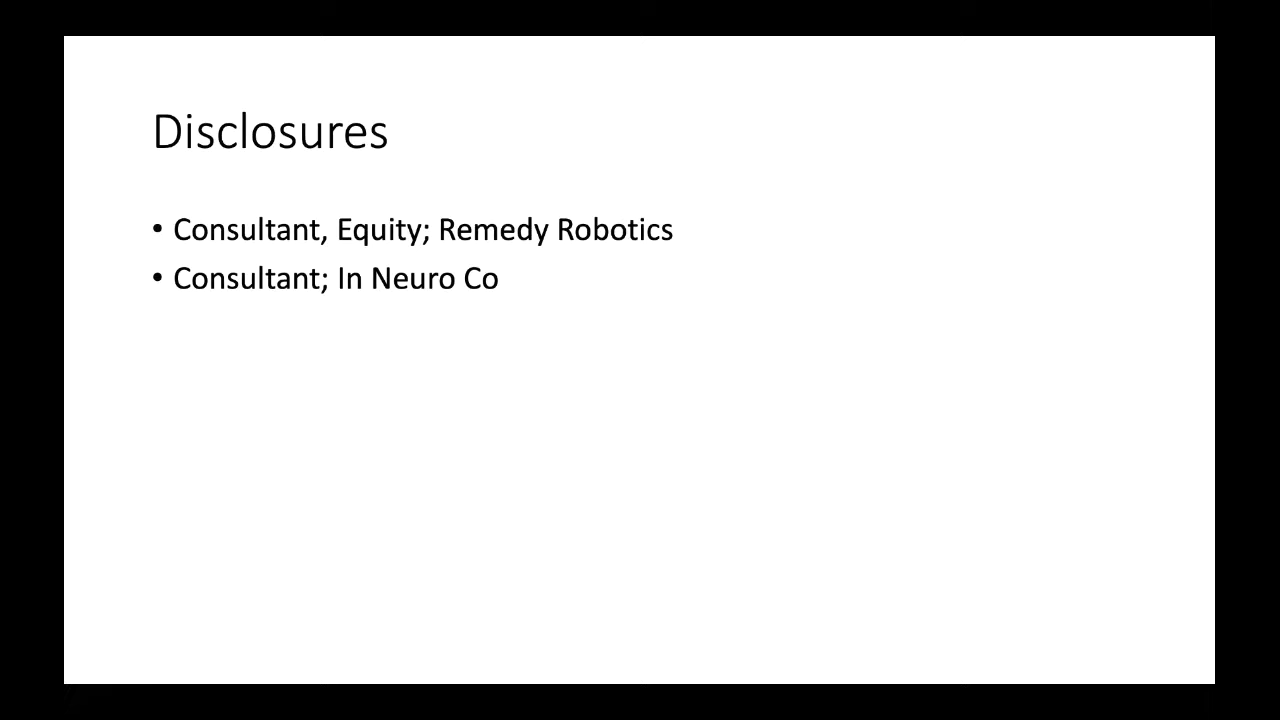 Disclosures
• Consultant, Equity; Remedy Robotics
• Consultant; In Neuro Co